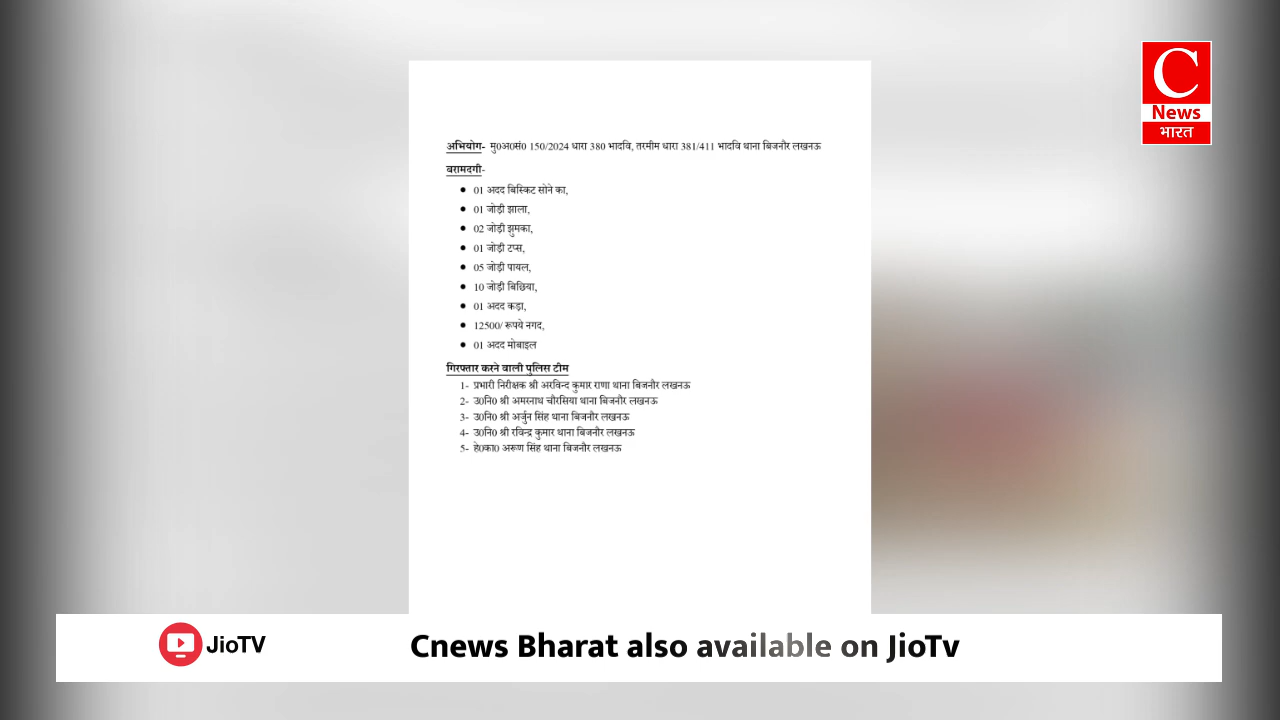 C
News
भारत
अभियोग- मु0अ0सं0 150/2024 धारा 380 भादवि, तरमीम धारा 381/411 भादवि थाना बिजनौर लखनऊ
बरामदगी-
● 01 अदद बिस्किट सोने का,
● 01 जोड़ी झाला,
● 02 जोड़ी झुमका,
● 01 जोड़ी टप्स,
● 05 जोड़ी पायल,
● 10 जोड़ी बिछिया,
● 01 अदद कड़ा,
● 12500/ रूपये नगद,
● 01 अदद मोबाइल
गिरफ्तार करने वाली पुलिस टीम
1- प्रभारी निरीक्षक श्री अरविन्द कुमार राणा थाना बिजनौर लखनऊ
2- उ0नि0 श्री अमरनाथ चौरसिया थाना बिजनौर लखनऊ
3- उ0नि0 श्री अर्जुन सिंह थाना बिजनौर लखनऊ
4- उ0नि0 श्री रविन्द्र कुमार थाना बिजनौर लखनऊ
5- हे0का0 अरूण सिंह थाना बिजनौर लखनऊ
JioTV
Cnews Bharat also available on JioTv